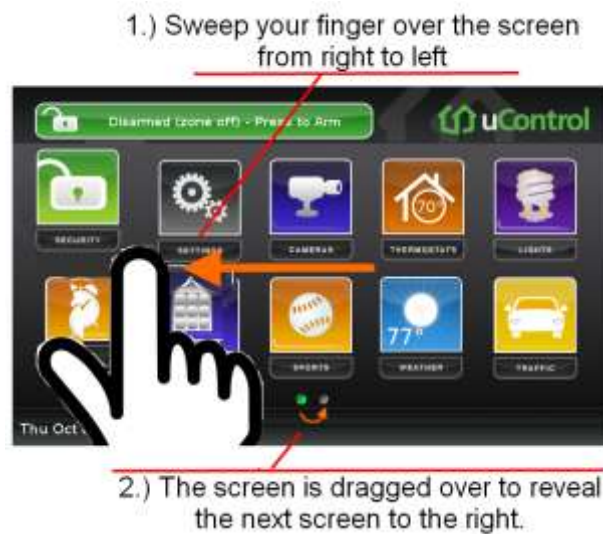 1.) Sweep your finger over the screen
from right to left
Disarmed (zone off) - Press to Arm
uControl
SECURITY
SETTINGS
CAMERAS
THERMOSTATS
LIGHTS
70°
77°
SPORTS
WEATHER
TRAFFIC
Thu Oct
2.) The screen is dragged over to reveal
the next screen to the right.